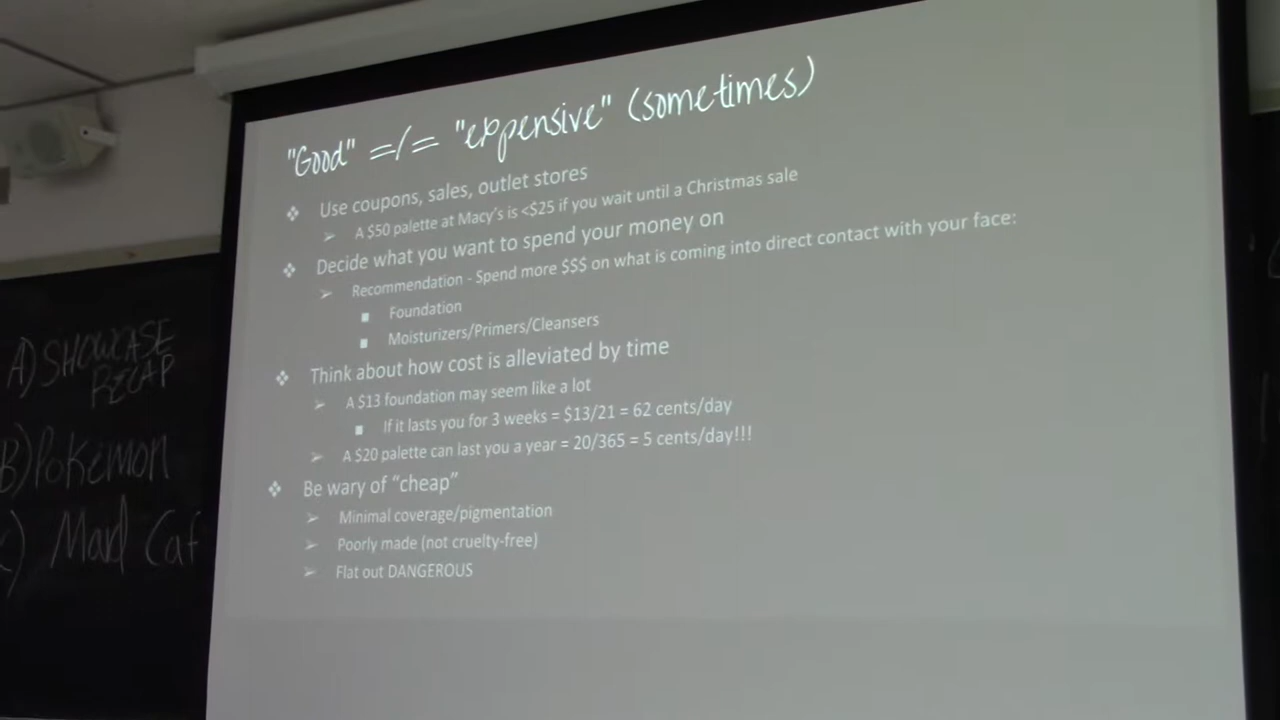 "Good" =/= "expensive" (sometimes)
❖ Use coupons, sales, outlet stores
➢ A $50 palette at Macy's is <$25 if you wait until a Christmas sale
❖ Decide what you want to spend your money on
➢ Recommendation - Spend more $$$ on what is coming into direct contact with your face:
■ Foundation
■ Moisturizers/Primers/Cleansers
❖ Think about how cost is alleviated by time
➢ A $13 foundation may seem like a lot
■ If it lasts you for 3 weeks = $13/21 = 62 cents/day
➢ A $20 palette can last you a year = 20/365 = 5 cents/day!!!
❖ Be wary of "cheap"
➢ Minimal coverage/pigmentation
➢ Poorly made (not cruelty-free)
➢ Flat out DANGEROUS
A) SHOWCASE
RECAP
B) Pokemon
Caf